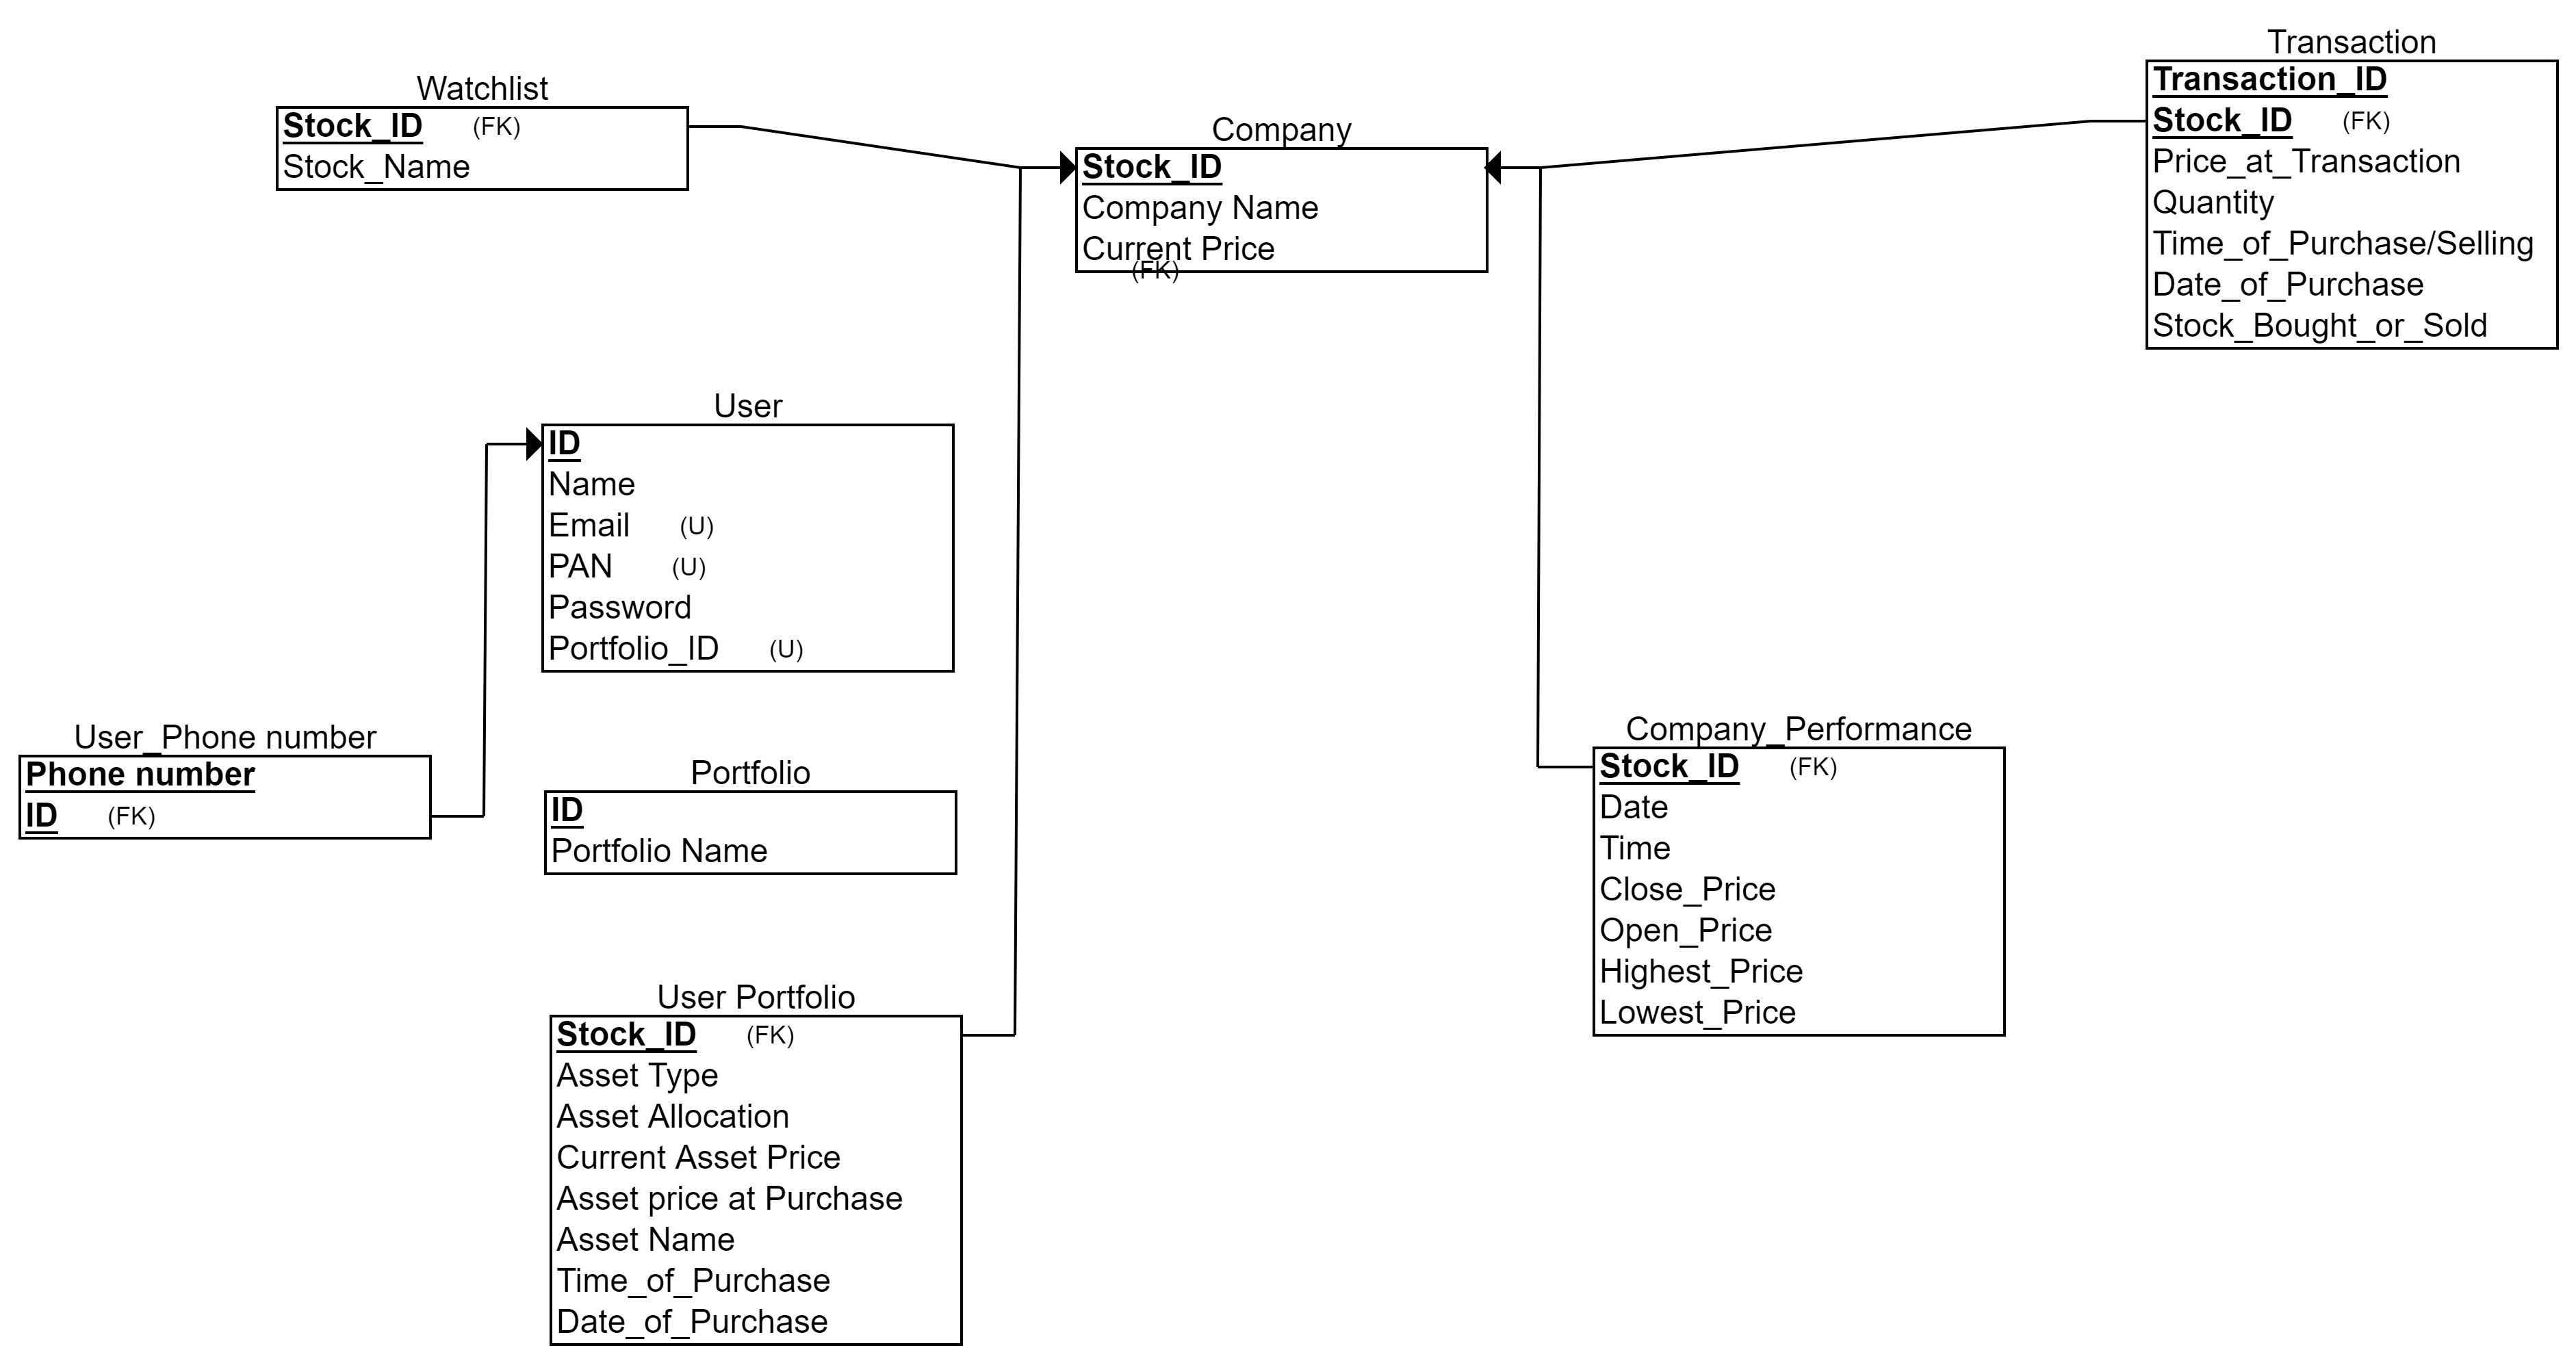 Watchlist
Stock_ID (FK)
Stock_Name
Company
Stock_ID
Company Name
Current Price
(FK)
Transaction
Transaction_ID
Stock_ID (FK)
Price_at_Transaction
Quantity
Time_of_Purchase/Selling
Date_of_Purchase
Stock_Bought_or_Sold
User
ID
Name
Email (U)
PAN (U)
Password
Portfolio_ID (U)
User_Phone number
Phone number
ID (FK)
Portfolio
ID
Portfolio Name
Company_Performance
Stock_ID (FK)
Date
Time
Close_Price
Open_Price
Highest_Price
Lowest_Price
User Portfolio
Stock_ID (FK)
Asset Type
Asset Allocation
Current Asset Price
Asset price at Purchase
Asset Name
Time_of_Purchase
Date_of_Purchase